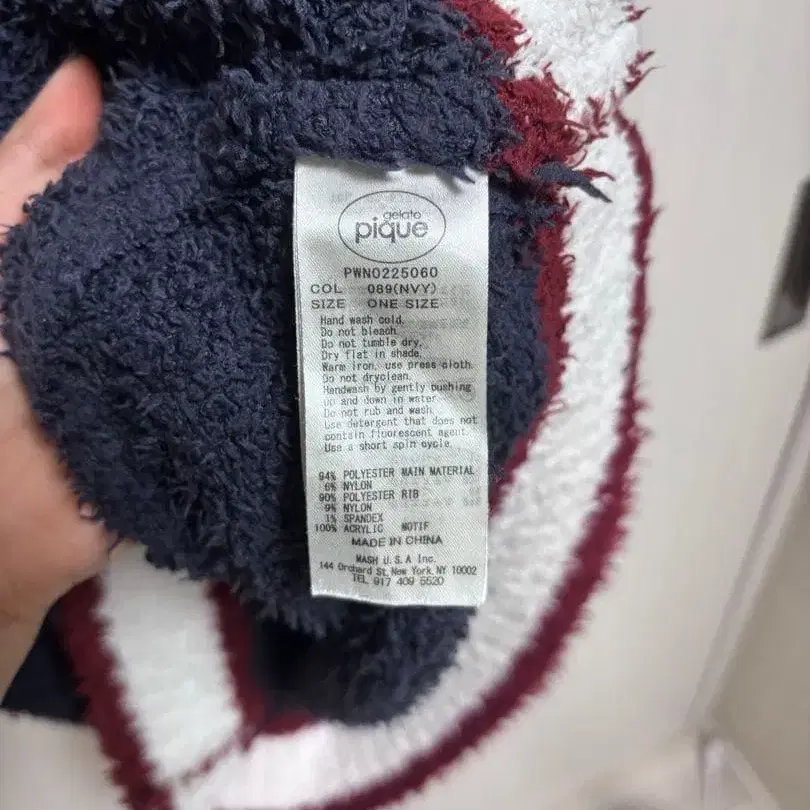 gelato
pique
PWNO225060
COL 089(NVY)
SIZE ONE SIZE
Hand wash cold.
Do not bleach.
Do not tumble dry.
Dry flat in shade.
Warm iron, use press cloth.
Do not dryclean.
Handwash by gently pushing
up and down in water.
Do not rub and wash.
Use detergent that does not
contain fluorescent agent.
Use a short spin cycle.
94% POLYESTER MAIN MATERIAL
6% NYLON
90% POLYESTER RIB
9% NYLON
1% SPANDEX
100% ACRYLIC MOTIF
MADE IN CHINA
MASH U.S.A Inc.
144 Orchard St, New York, NY 10002
TEL 917 409 5520